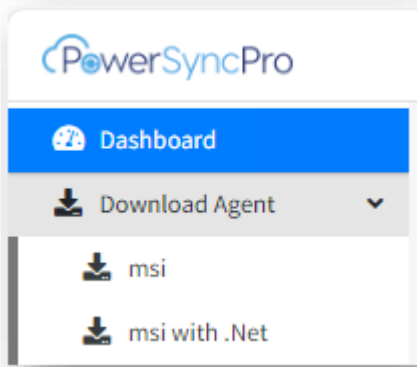 PowerSyncPro
Dashboard
Download Agent
msi
msi with .Net